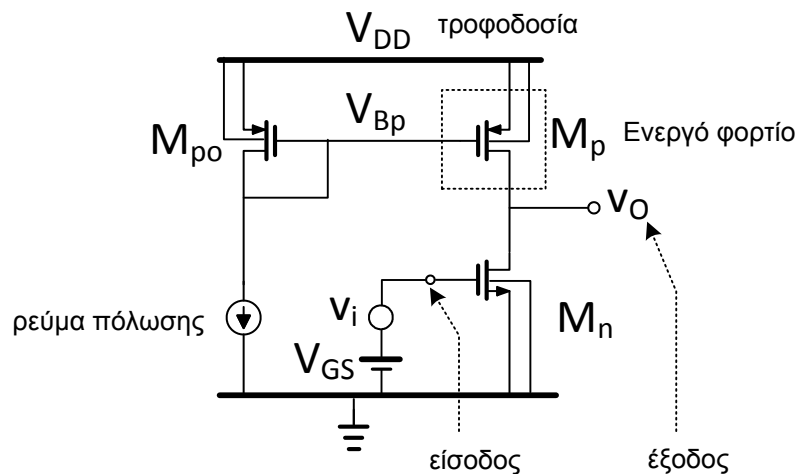 V_DD τροφοδοσία
V_Bp
M_po
M_p Ενεργό φορτίο
v_O
v_i
ρεύμα πόλωσης
M_n
V_GS
είσοδος
έξοδος